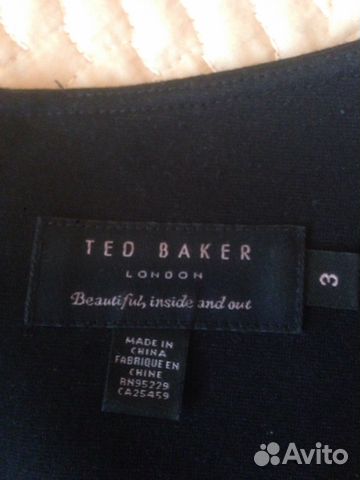 TED BAKER
LONDON
Beautiful, inside and out
3
MADE IN
CHINA
FABRIQUE EN
CHINE
RN95229
CA25459
Avito